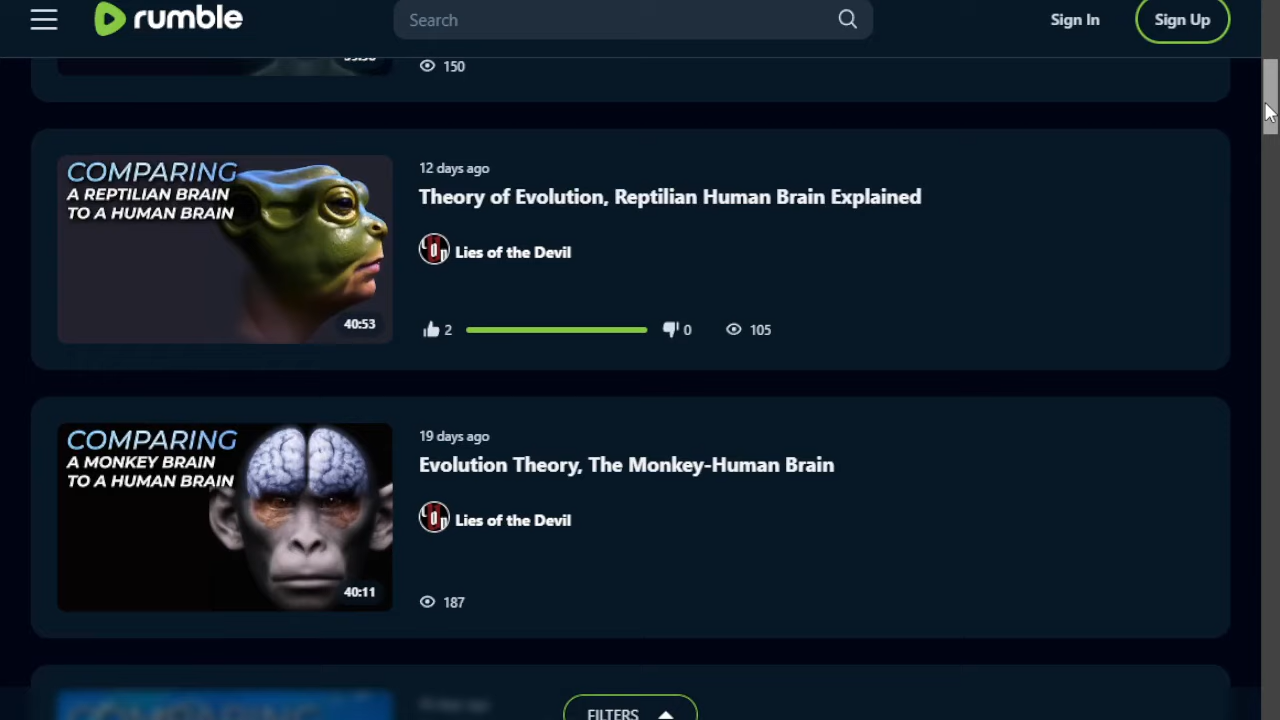 rumble
Search
Sign In
Sign Up
150
COMPARING
A REPTILIAN BRAIN
TO A HUMAN BRAIN
40:53
12 days ago
Theory of Evolution, Reptilian Human Brain Explained
Lies of the Devil
2
0
105
COMPARING
A MONKEY BRAIN
TO A HUMAN BRAIN
40:11
19 days ago
Evolution Theory, The Monkey-Human Brain
Lies of the Devil
187
COMPARING
FILTERS